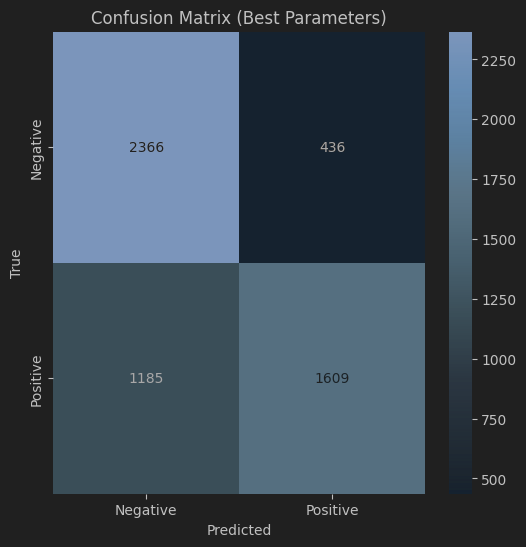 Confusion Matrix (Best Parameters)
True
Negative
2366
436
Positive
1185
1609
Negative
Positive
Predicted
2250
2000
1750
1500
1250
1000
750
500